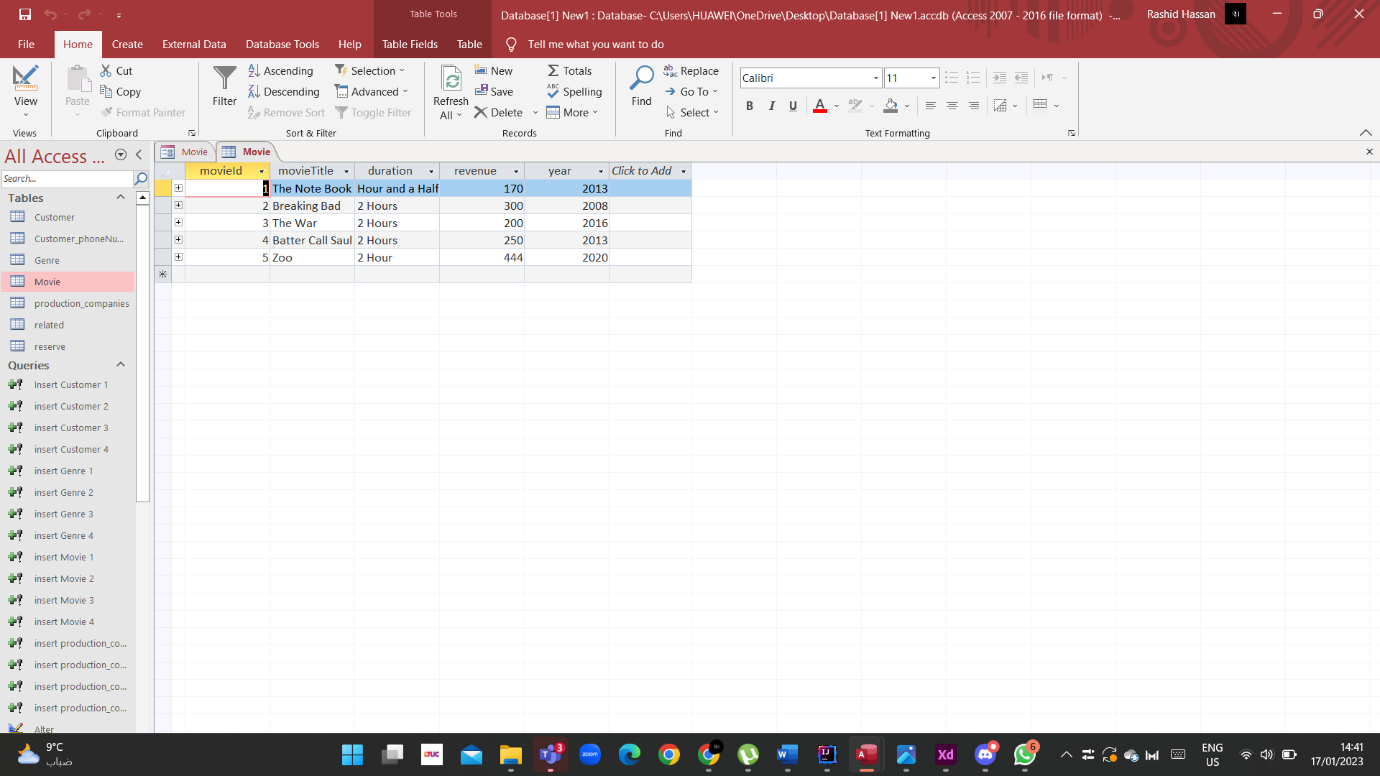 Table Tools
Database[1] New1 : Database- C:\Users\HUAWEI\OneDrive\Desktop\Database[1] New1.accdb (Access 2007 - 2016 file format) -...
Rashid Hassan
File Home Create External Data Database Tools Help Table Fields Table Tell me what you want to do
View
Views
Paste
Cut
Copy
Format Painter
Clipboard
Filter
Ascending
Descending
Remove Sort
Selection
Advanced
Toggle Filter
Sort & Filter
Refresh
All
New
Save
Delete
Totals
Spelling
More
Records
Find
Replace
Go To
Select
Find
Calibri
11
B I U A
Text Formatting
All Access ...
Search...
Tables
Customer
Customer_phoneNu...
Genre
Movie
production_companies
related
reserve
Queries
Insert Customer 1
insert Customer 2
insert Customer 3
insert Customer 4
insert Genre 1
insert Genre 2
insert Genre 3
insert Genre 4
insert Movie 1
insert Movie 2
insert Movie 3
insert Movie 4
insert production_co...
insert production_co...
insert production_co...
insert production_co...
Alter
Movie Movie
movieId movieTitle duration revenue year Click to Add
1 The Note Book Hour and a Half 170 2013
2 Breaking Bad 2 Hours 300 2008
3 The War 2 Hours 200 2016
4 Batter Call Saul 2 Hours 250 2013
5 Zoo 2 Hour 444 2020
9°C
ضباب
3
zoom
Xd
6
ENG
US
14:41
17/01/2023